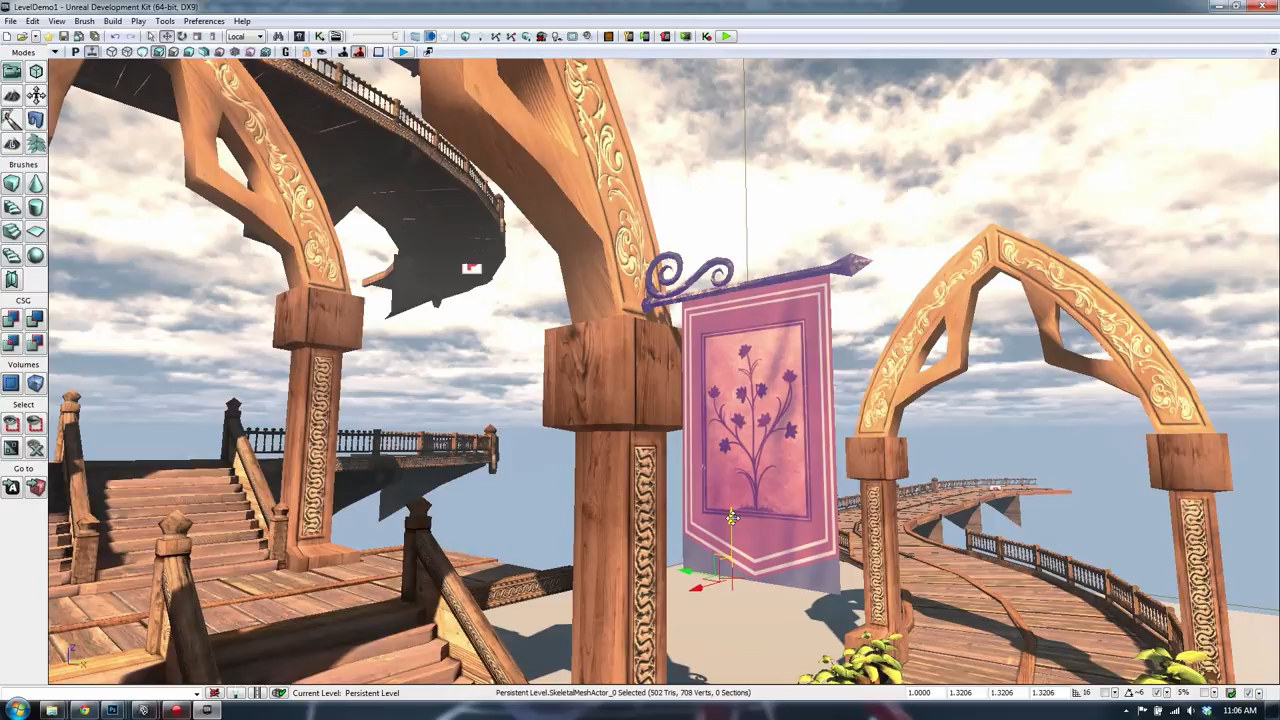 LevelDemo1 - Unreal Development Kit (64-bit, DX9)
File Edit View Brush Build Play Tools Preferences Help
Local
Modes
P
G
Brushes
CSG
Volumes
Select
Go to
Z
X
Current Level: Persistent Level
Persistent Level.SkeletalMeshActor_0 Selected (502 Tris, 708 Verts, 0 Sections)
1.0000 1.3206 1.3206 1.3206 16 6 5%
11:06 AM